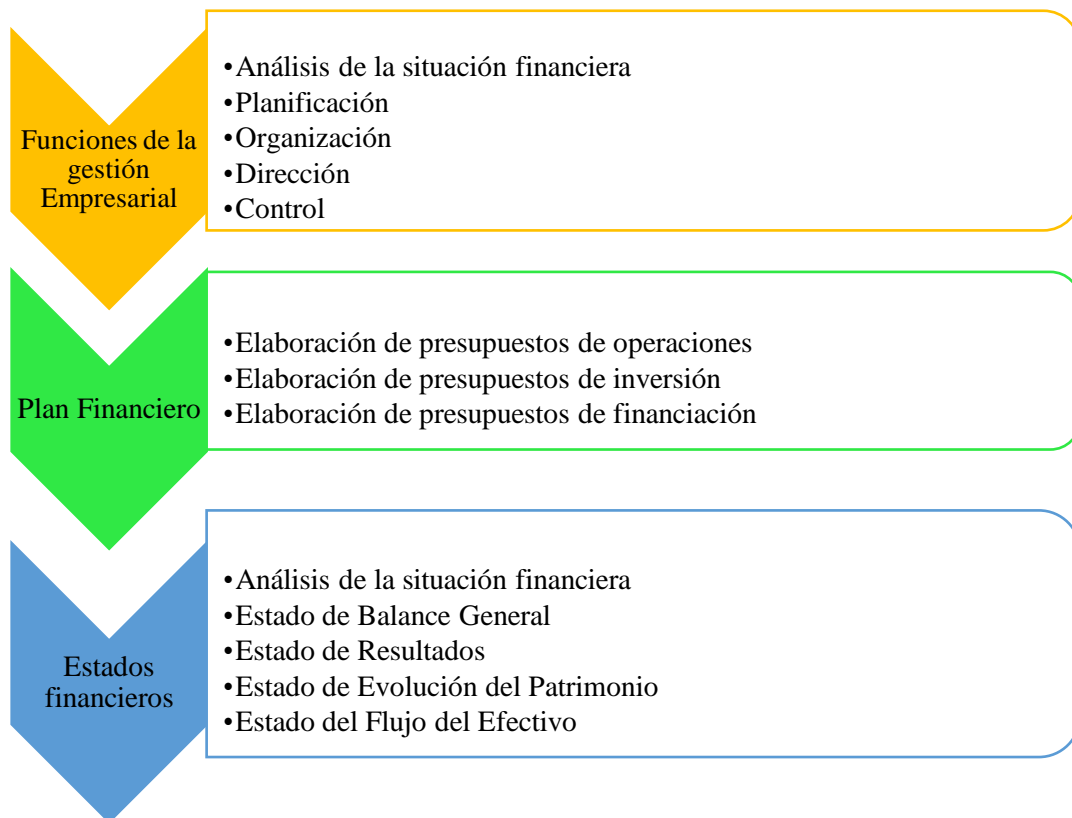 Funciones de la
gestión
Empresarial
•Análisis de la situación financiera
•Planificación
•Organización
•Dirección
•Control
Plan Financiero
•Elaboración de presupuestos de operaciones
•Elaboración de presupuestos de inversión
•Elaboración de presupuestos de financiación
Estados
financieros
•Análisis de la situación financiera
•Estado de Balance General
•Estado de Resultados
•Estado de Evolución del Patrimonio
•Estado del Flujo del Efectivo